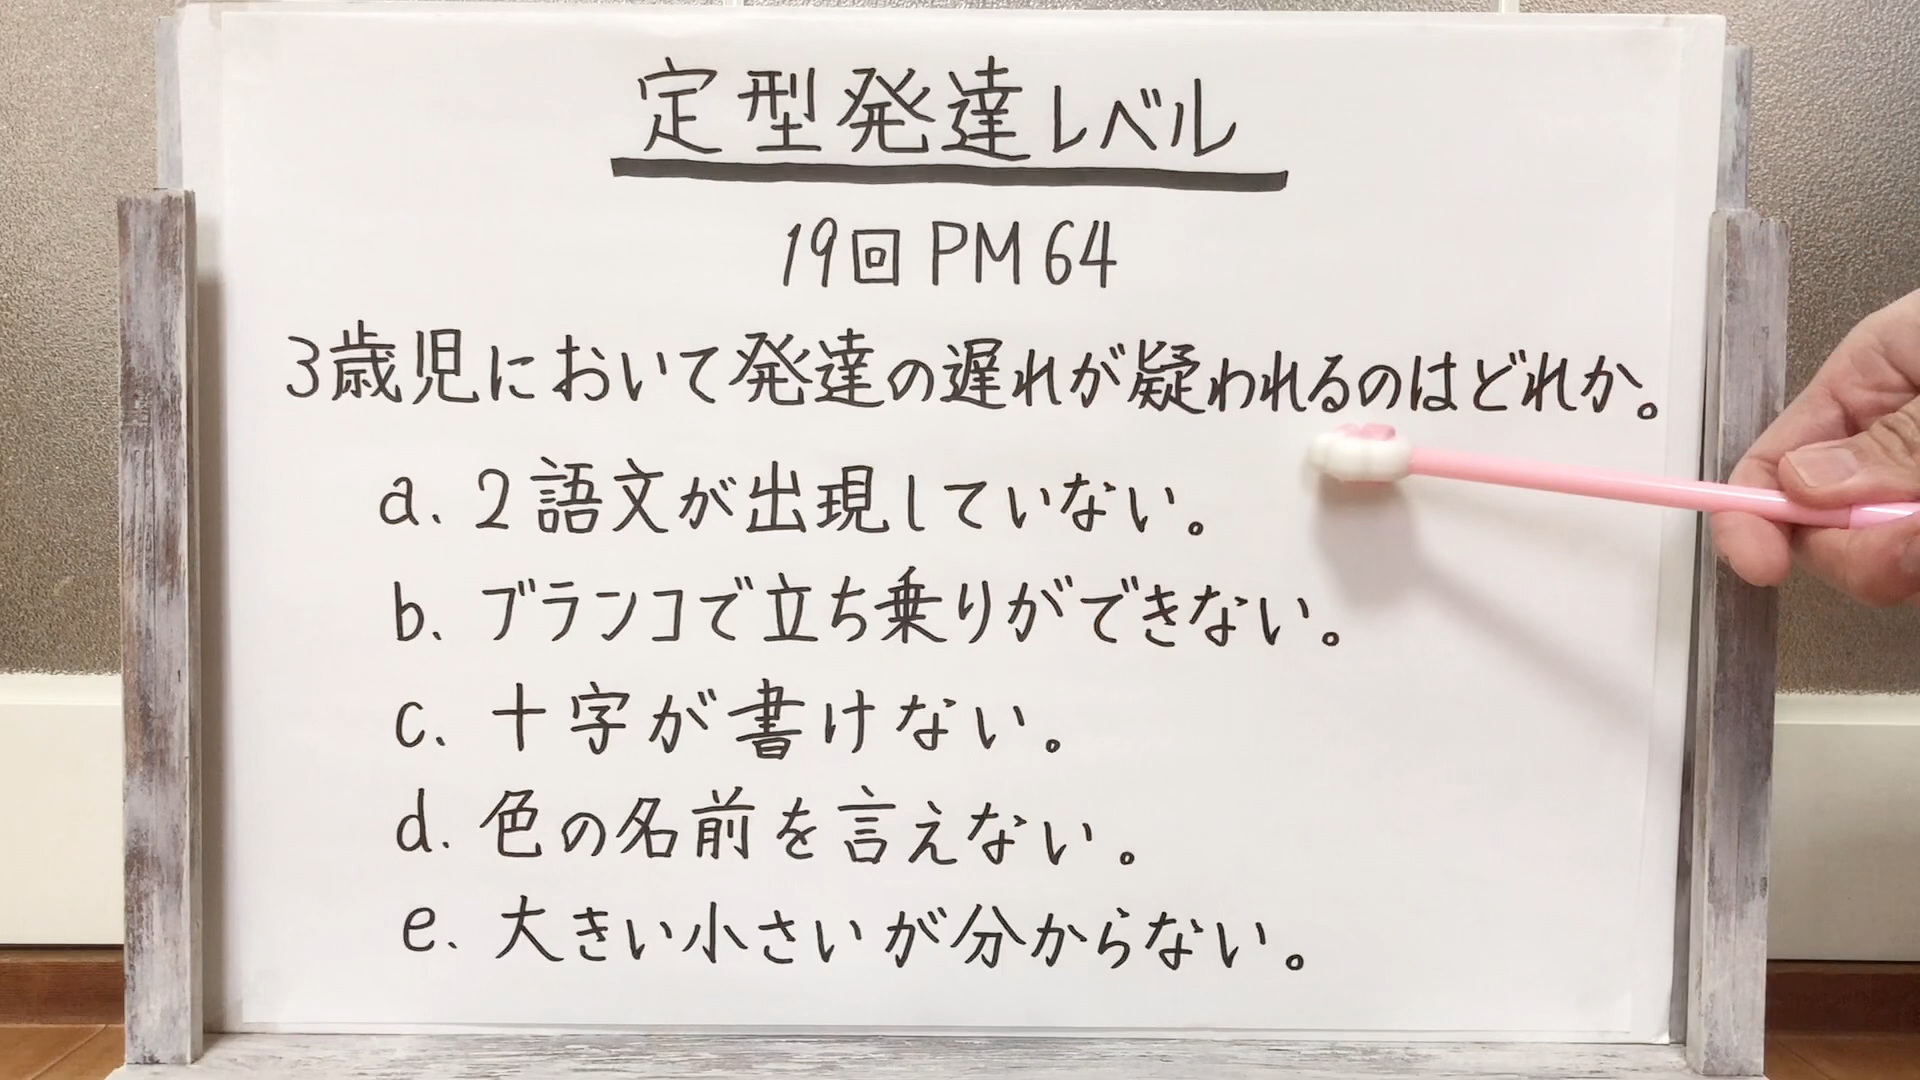 定型発達レベル
19回 PM 64
3歳児において発達の遅れが疑われるのはどれか。
a. 2語文が出現していない。
b. ブランコで立ち乗りができない。
c. 十字が書けない。
d. 色の名前を言えない。
e. 大きい小さいが分からない。